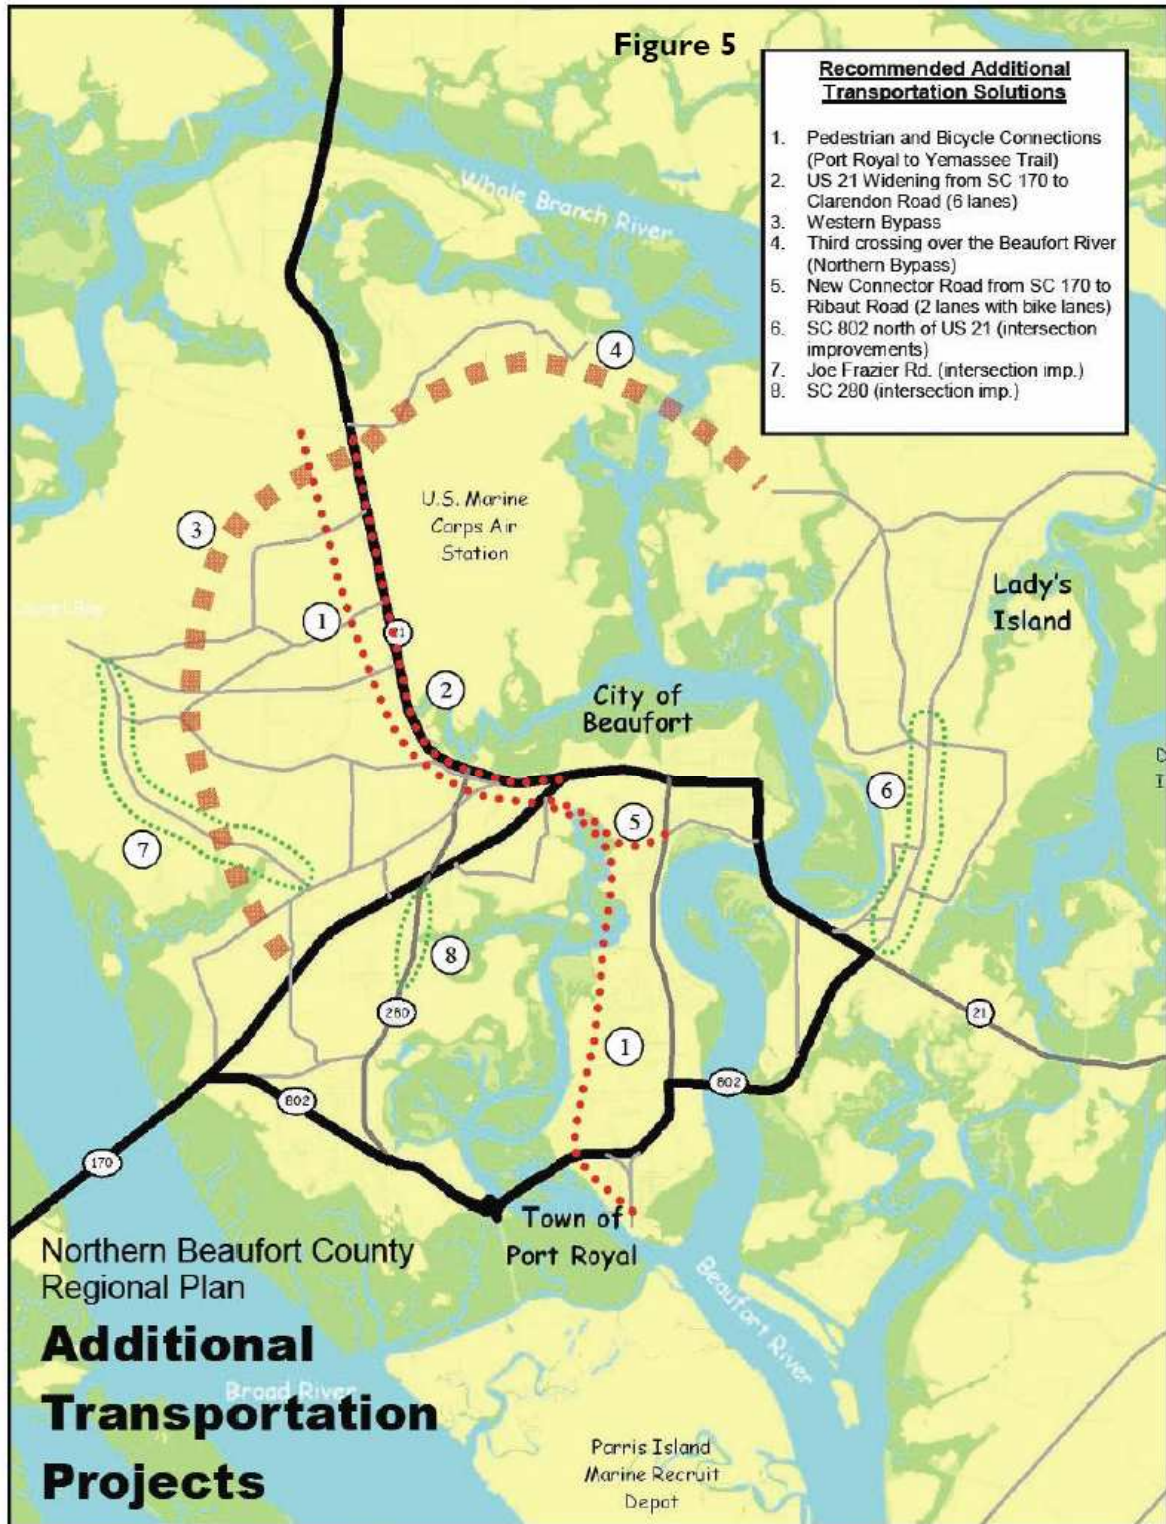 Figure 5
Recommended Additional
Transportation Solutions
1. Pedestrian and Bicycle Connections
(Port Royal to Yemassee Trail)
2. US 21 Widening from SC 170 to
Clarendon Road (6 lanes)
3. Western Bypass
4. Third crossing over the Beaufort River
(Northern Bypass)
5. New Connector Road from SC 170 to
Ribaut Road (2 lanes with bike lanes)
6. SC 802 north of US 21 (intersection
improvements)
7. Joe Frazier Rd. (intersection imp.)
8. SC 280 (intersection imp.)
Whale Branch River
4
U.S. Marine
Corps Air
Station
3
Lady's
Island
1
21
2
City of
Beaufort
6
5
7
8
280
21
1
802
802
170
Town of
Port Royal
Northern Beaufort County
Regional Plan
Beaufort River
Additional
Transportation
Projects
Broad River
Parris Island
Marine Recruit
Depot